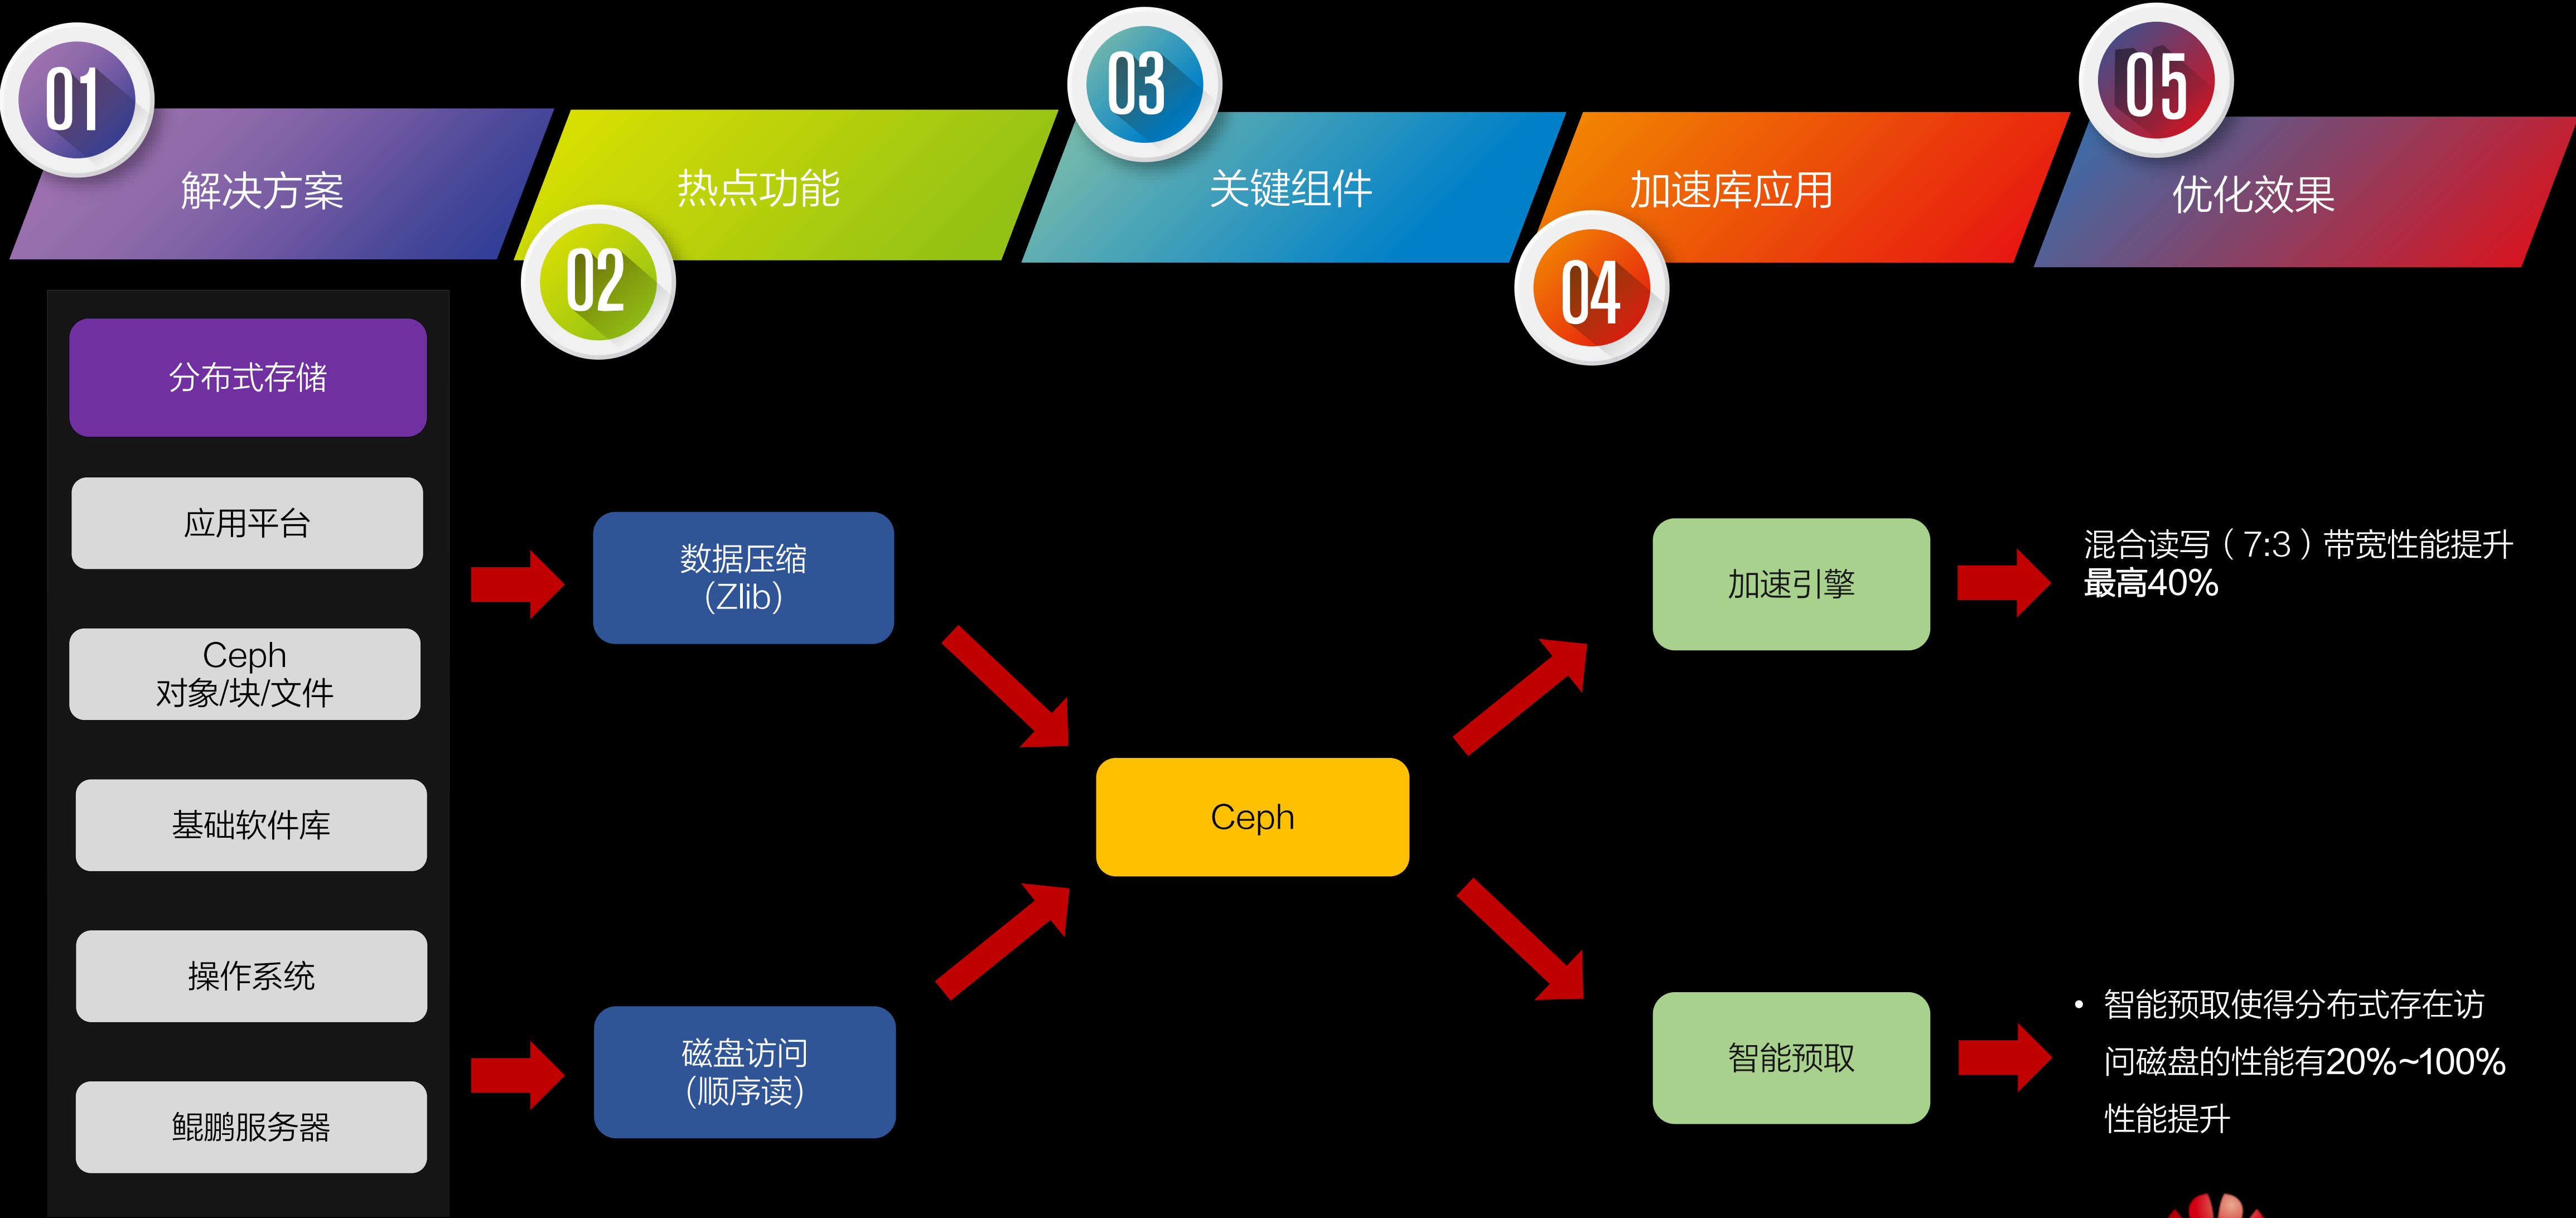 01
解决方案
02
热点功能
03
关键组件
04
加速库应用
05
优化效果
分布式存储
应用平台
Ceph
对象/块/文件
基础软件库
操作系统
鲲鹏服务器
数据压缩
(Zlib)
磁盘访问
(顺序读)
Ceph
加速引擎
智能预取
混合读写（7:3）带宽性能提升
最高40%
• 智能预取使得分布式存在访
问磁盘的性能有20%~100%
性能提升